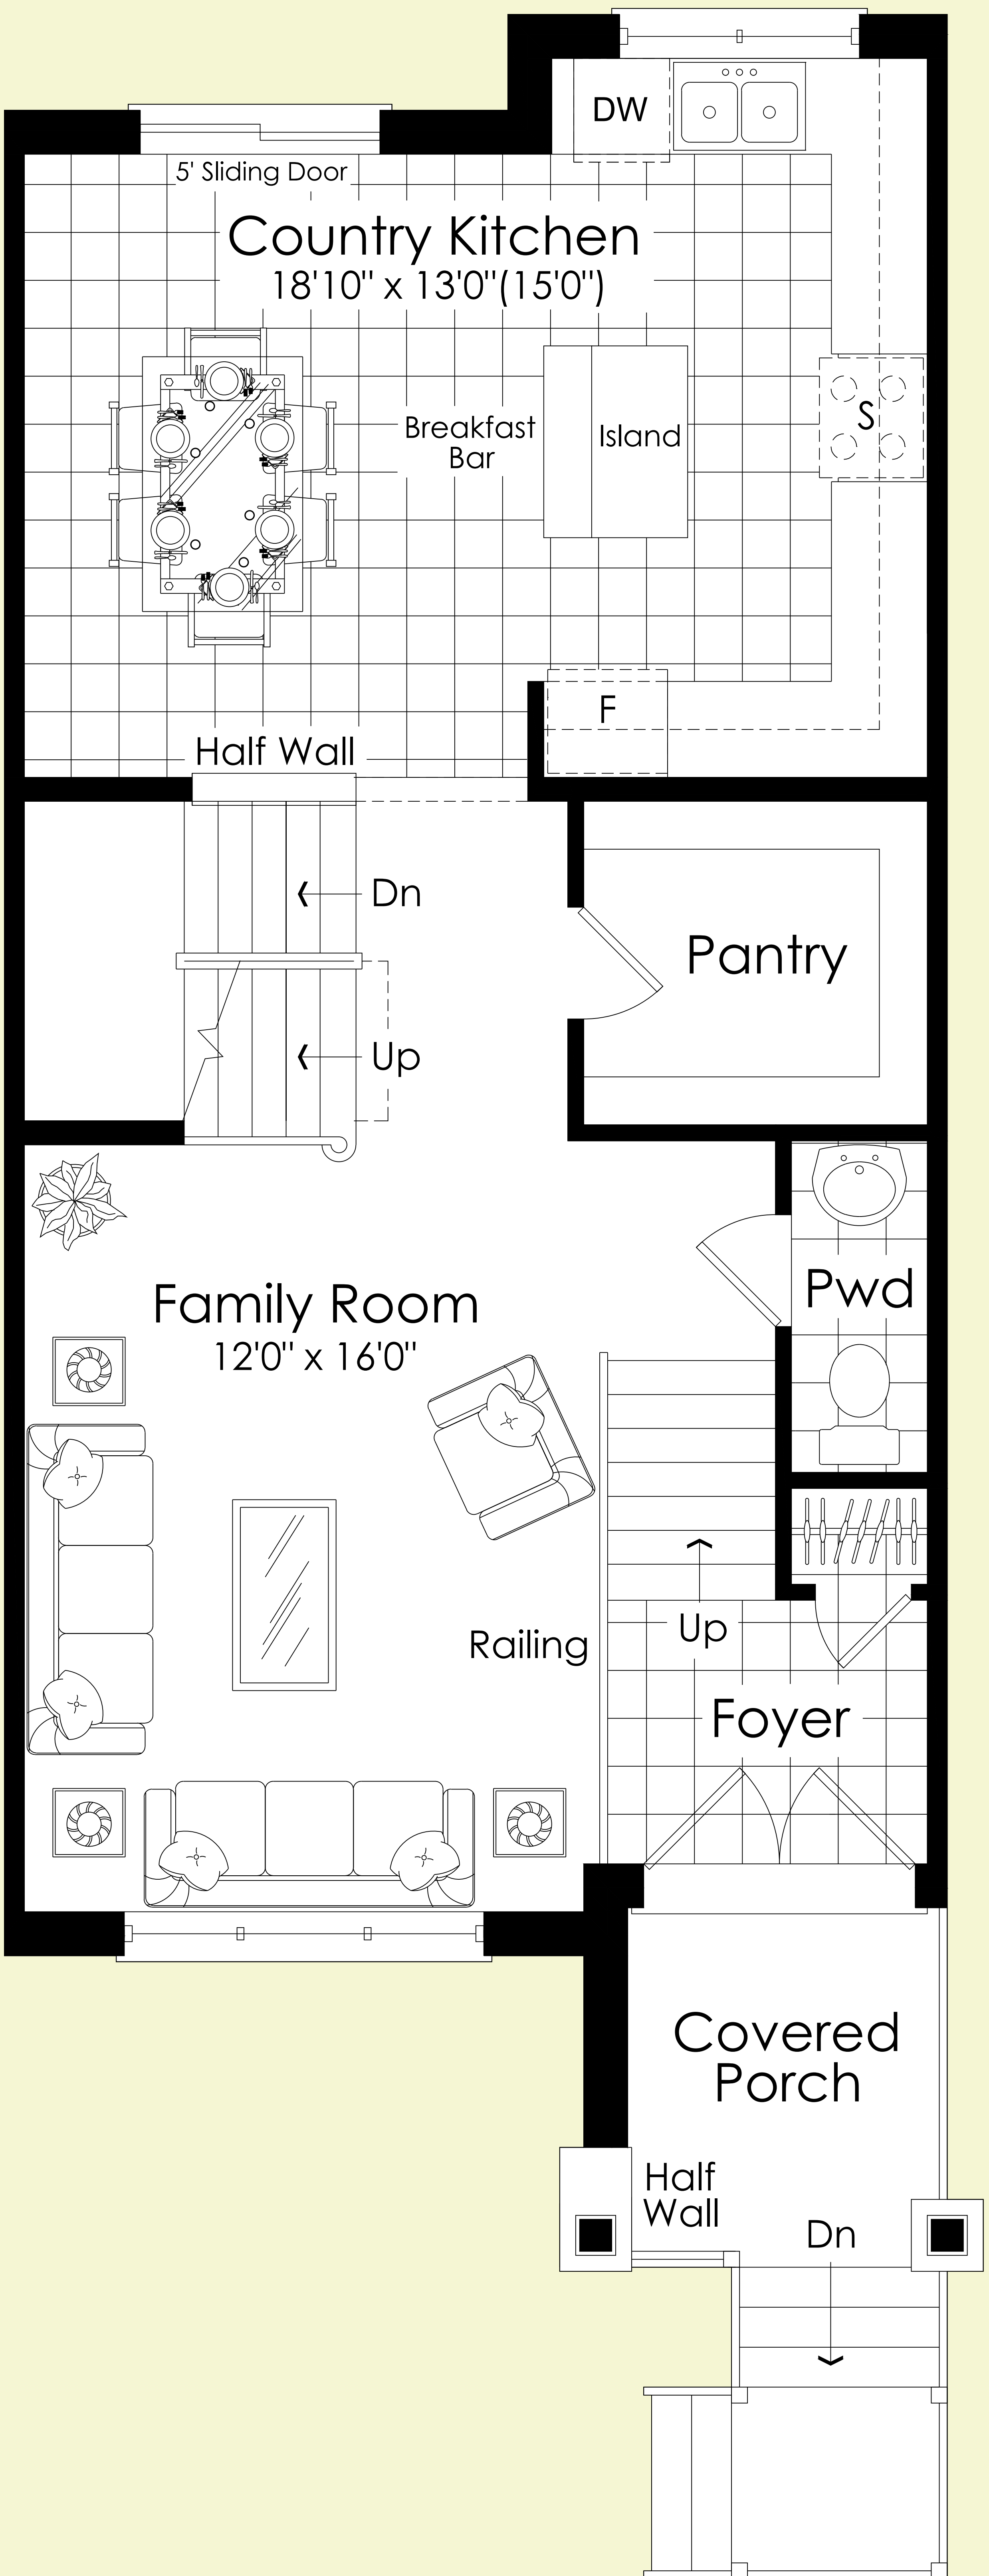 DW
5' Sliding Door
Country Kitchen
18'10" x 13'0"(15'0")
Breakfast
Bar
Island
S
F
Half Wall
Dn
Pantry
Up
Family Room
12'0" x 16'0"
Pwd
Railing
Up
Foyer
Covered
Porch
Half
Wall
Dn